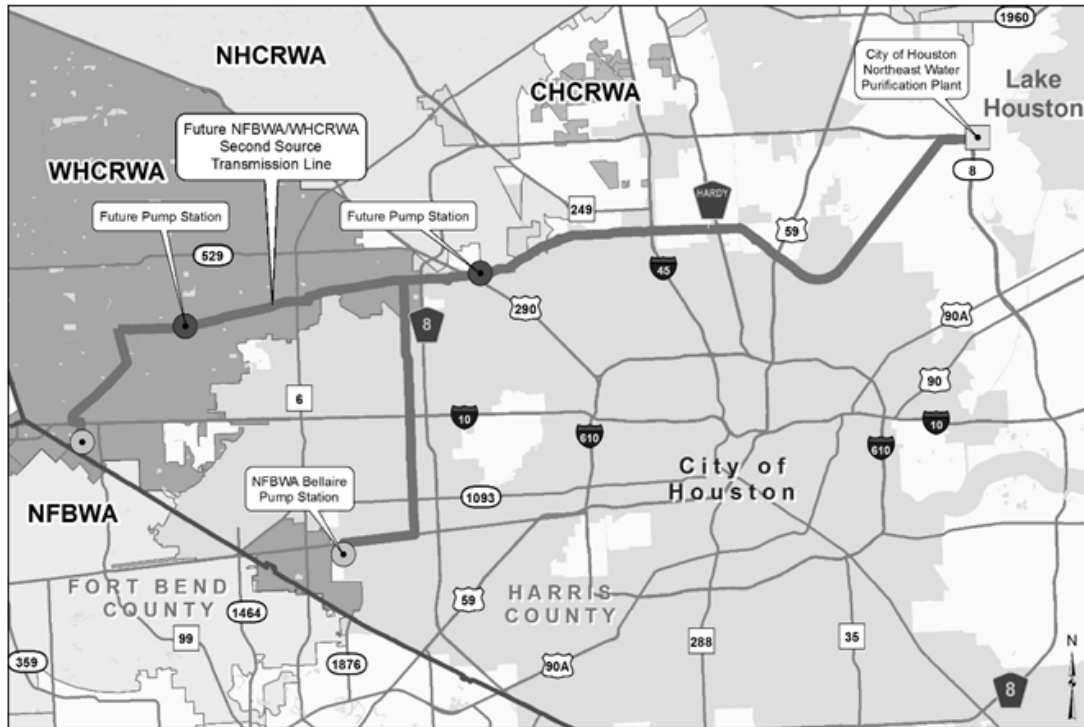 1960
NHCRWA
City of Houston
Northeast Water
Purification Plant
Lake
Houston
CHCRWA
Future NFBWA/WHCRWA
Second Source
Transmission Line
8
WHCRWA
HARDY
Future Pump Station
Future Pump Station
249
59
529
45
290
90A
8
90
6
10
10
610
610
City of
Houston
NFBWA Bellaire
Pump Station
1093
NFBWA
FORT BEND
COUNTY
HARRIS
COUNTY
59
1464
99
288
35
N
359
1876
90A
8